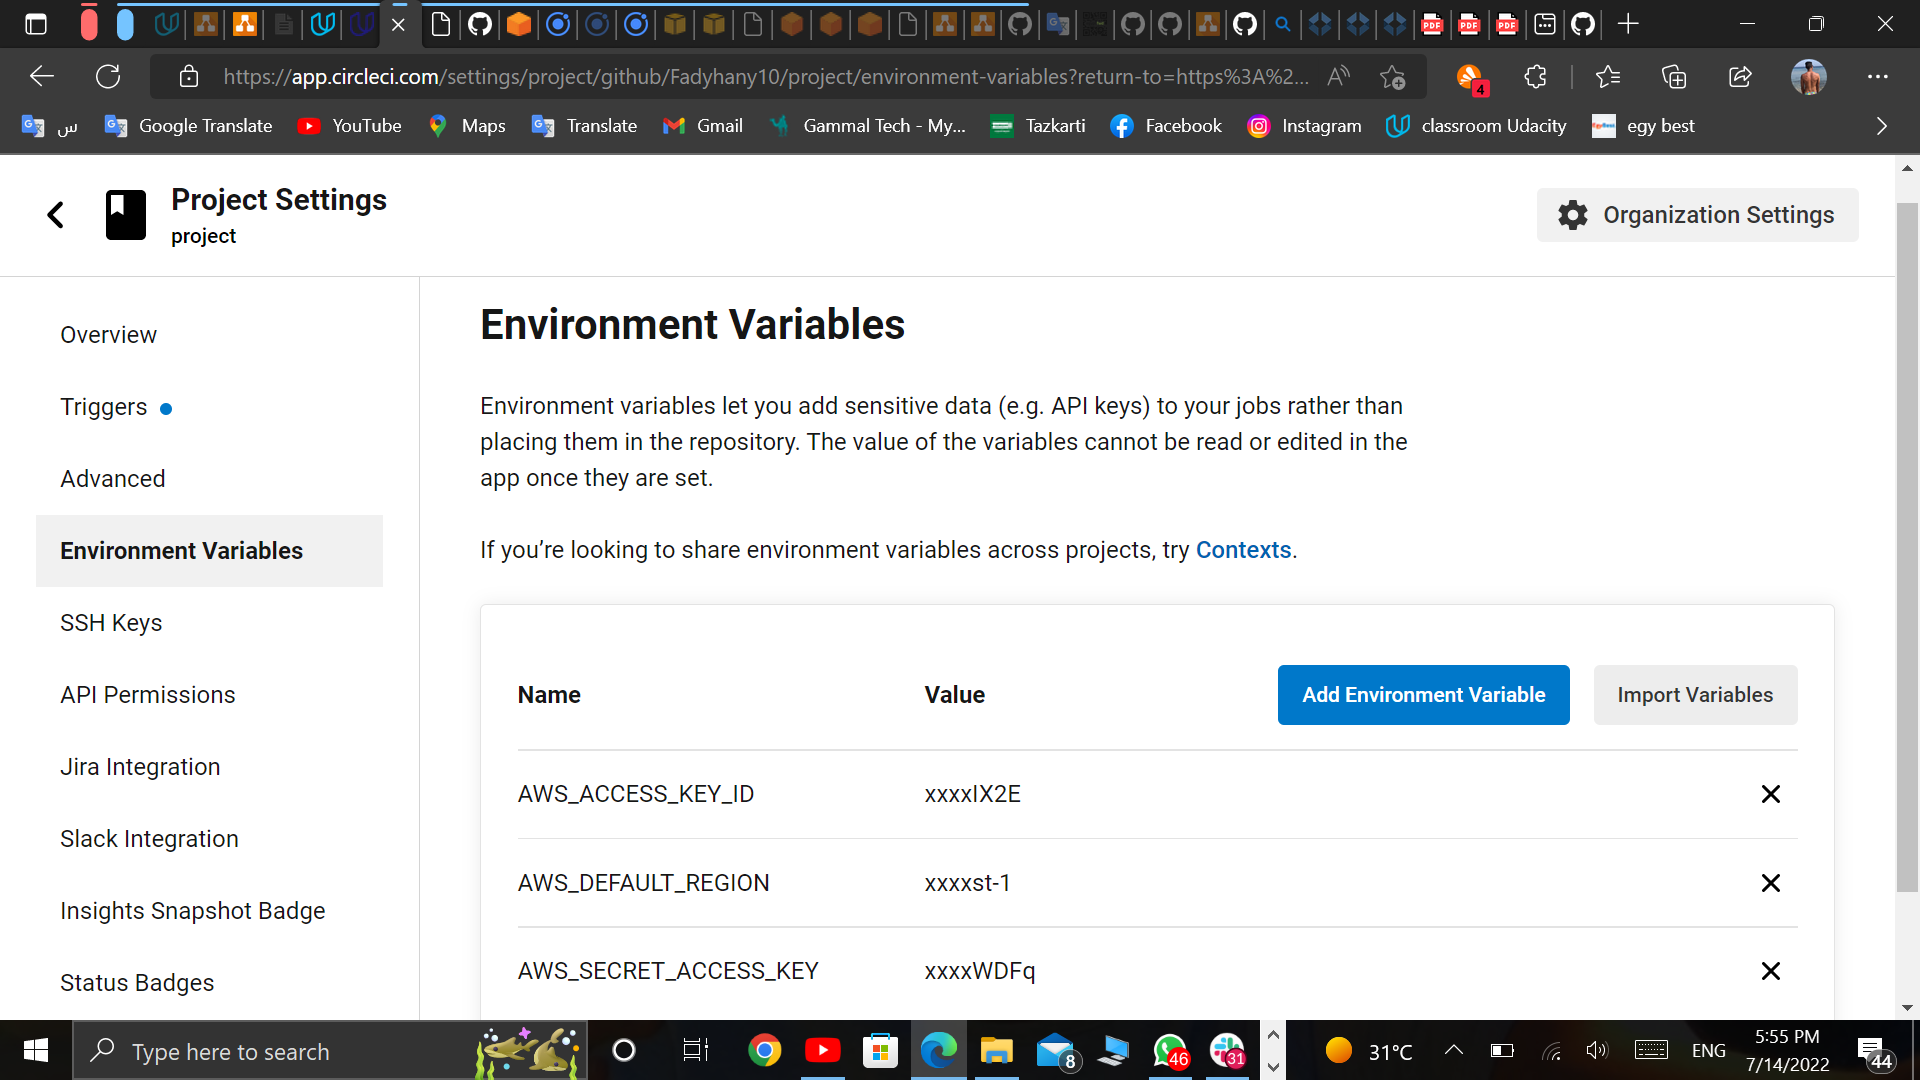 https://app.circleci.com/settings/project/github/Fadyhany10/project/environment-variables?return-to=https%3A%2...
4
س
Google Translate
YouTube
Maps
Translate
Gmail
Gammal Tech - My...
Tazkarti
Facebook
Instagram
classroom Udacity
egy best
Project Settings
project
Organization Settings
Overview
Triggers
Advanced
Environment Variables
SSH Keys
API Permissions
Jira Integration
Slack Integration
Insights Snapshot Badge
Status Badges
Environment Variables
Environment variables let you add sensitive data (e.g. API keys) to your jobs rather than
placing them in the repository. The value of the variables cannot be read or edited in the
app once they are set.
If you’re looking to share environment variables across projects, try Contexts.
Name Value Add Environment Variable Import Variables
AWS_ACCESS_KEY_ID xxxxIX2E
AWS_DEFAULT_REGION xxxxst-1
AWS_SECRET_ACCESS_KEY xxxxWDFq
Type here to search
8
46
31
31°C
ENG
5:55 PM
7/14/2022
44